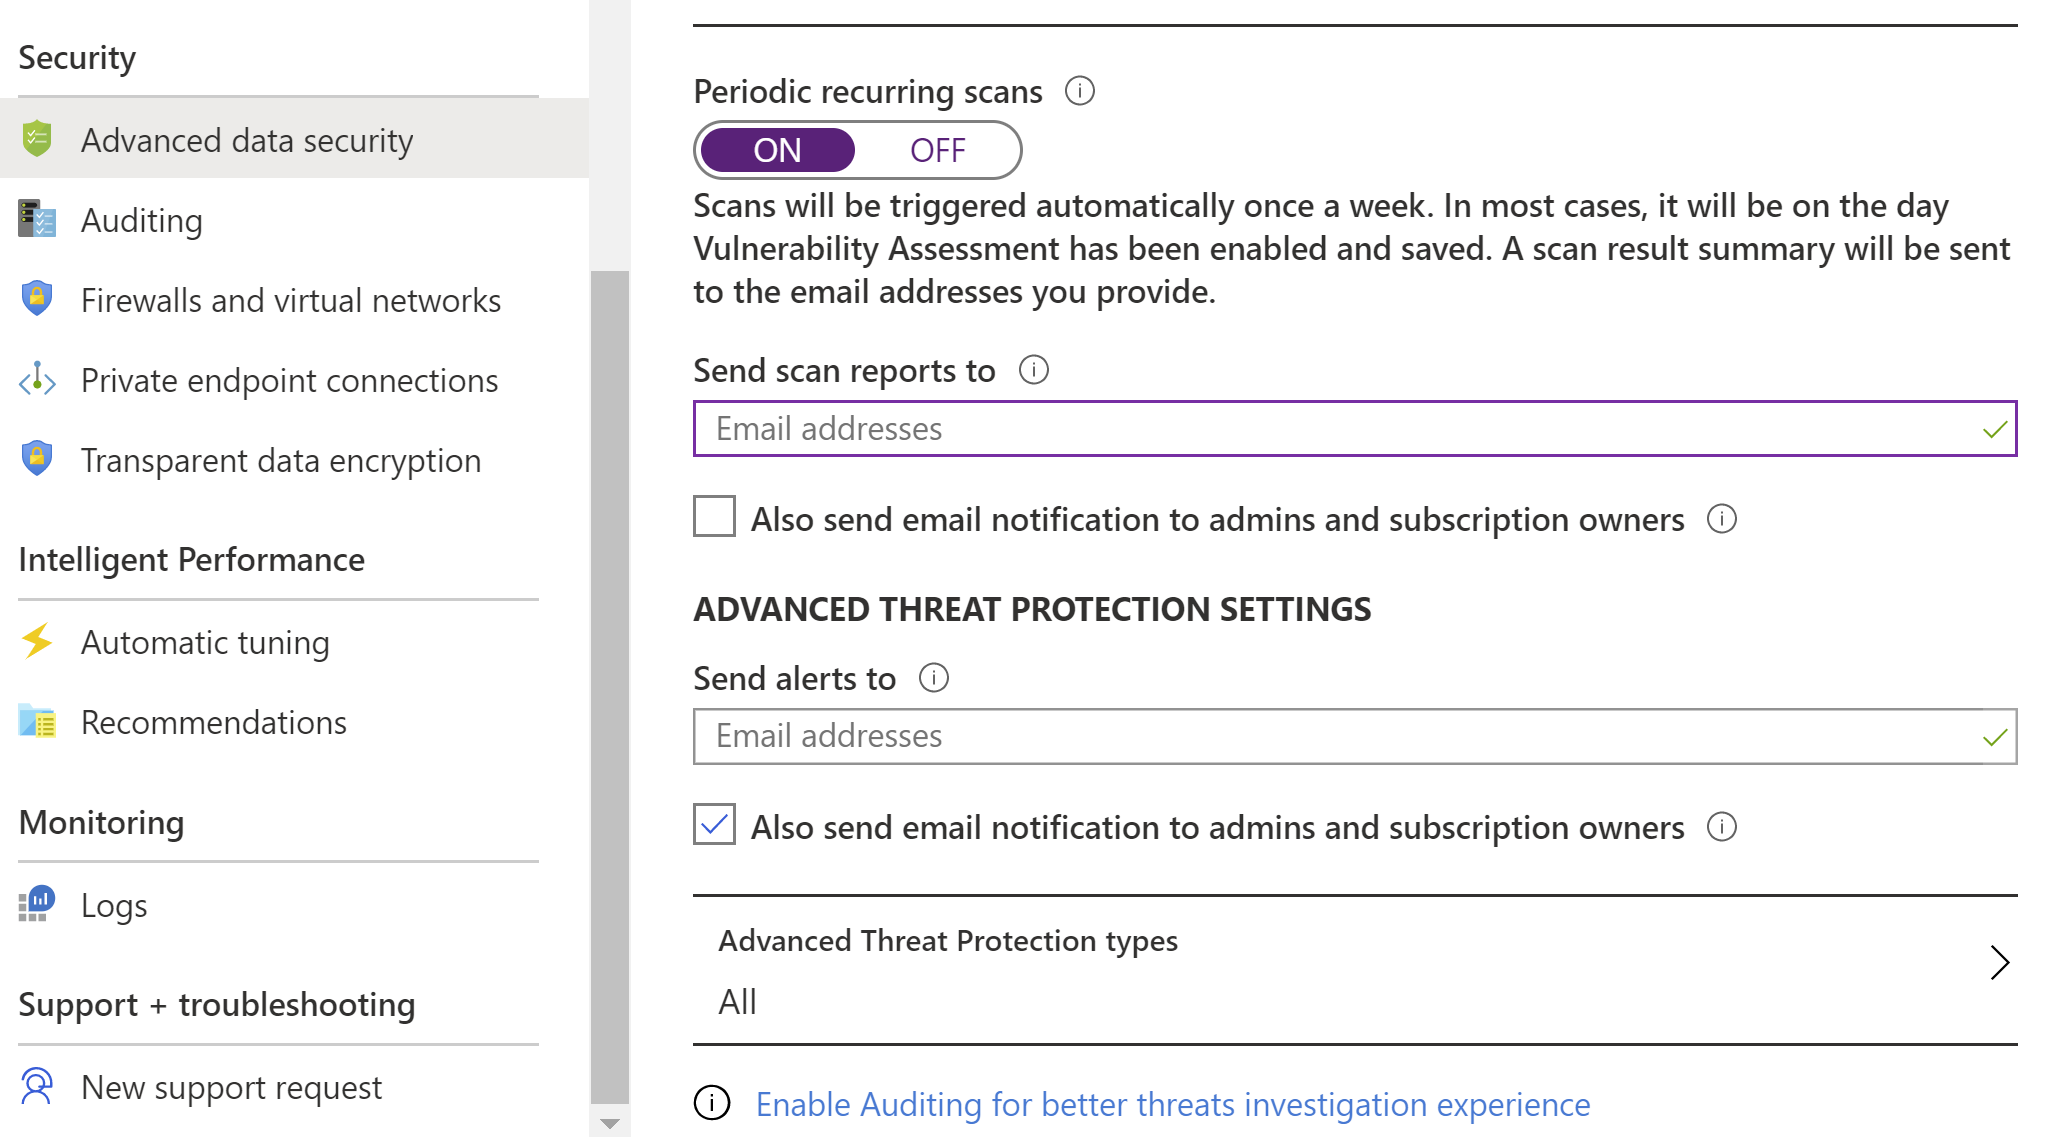 Security
Advanced data security
Auditing
Firewalls and virtual networks
Private endpoint connections
Transparent data encryption
Intelligent Performance
Automatic tuning
Recommendations
Monitoring
Logs
Support + troubleshooting
New support request
Periodic recurring scans
ON OFF
Scans will be triggered automatically once a week. In most cases, it will be on the day
Vulnerability Assessment has been enabled and saved. A scan result summary will be sent
to the email addresses you provide.
Send scan reports to
Email addresses
Also send email notification to admins and subscription owners
ADVANCED THREAT PROTECTION SETTINGS
Send alerts to
Email addresses
Also send email notification to admins and subscription owners
Advanced Threat Protection types
All
Enable Auditing for better threats investigation experience